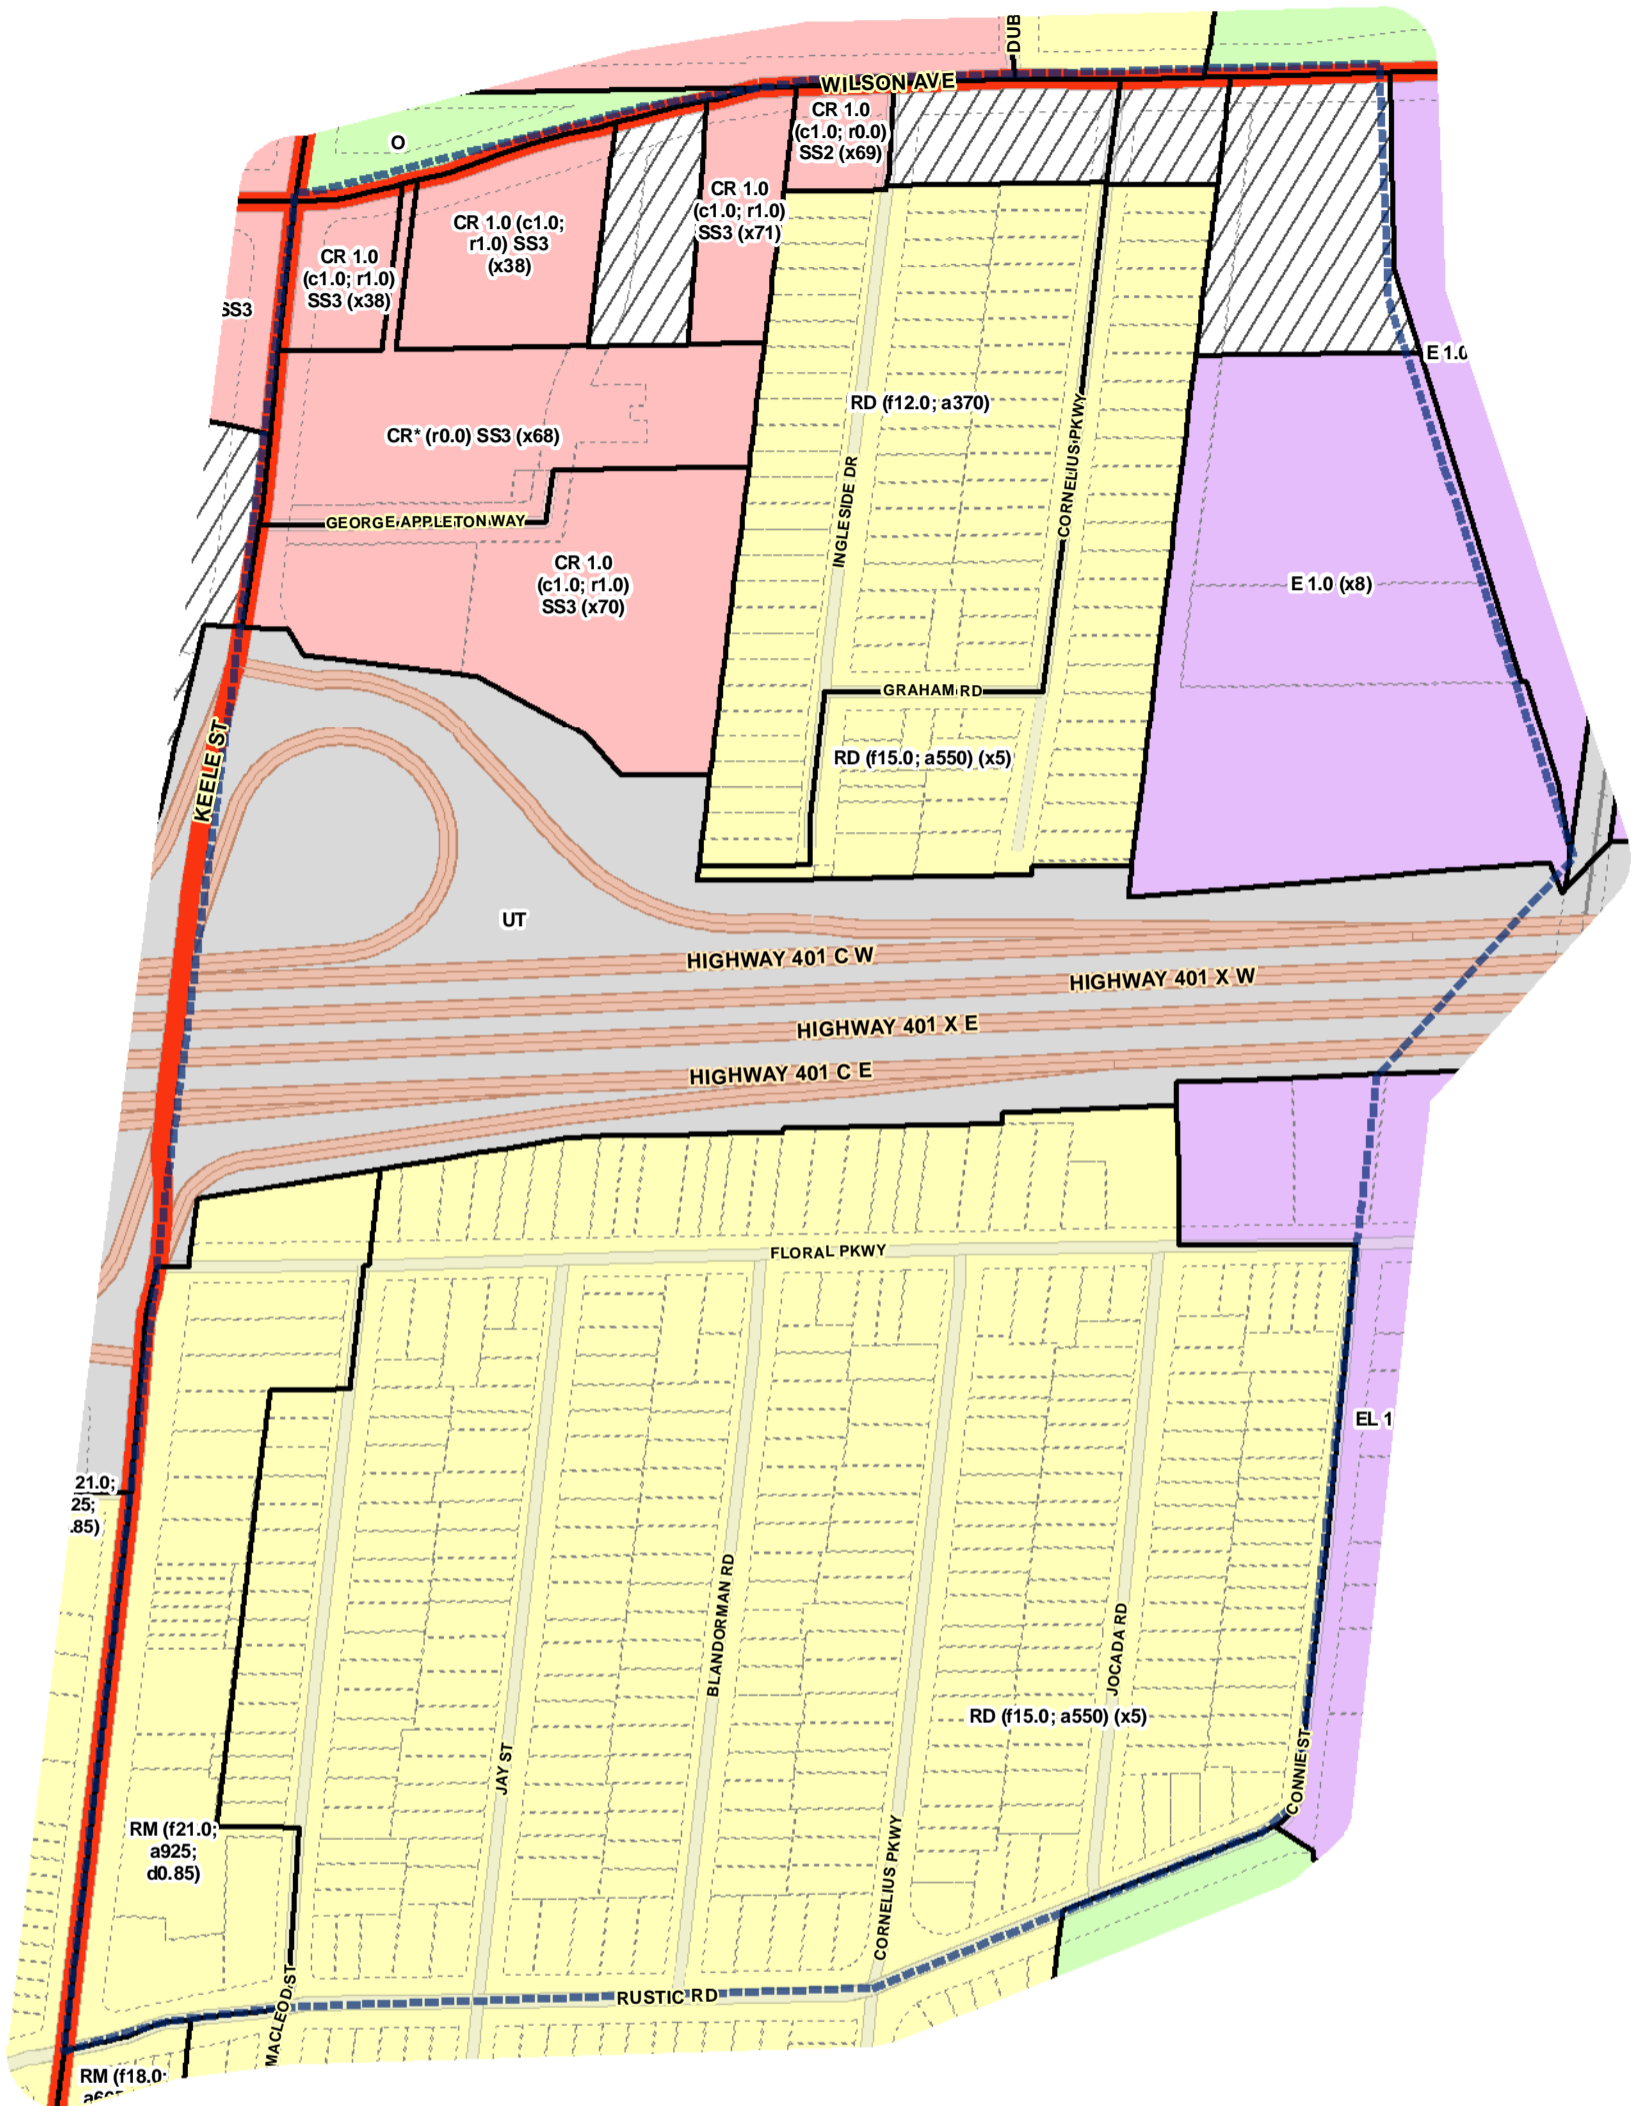 DUB
WILSON AVE
CR 1.0
(c1.0; r0.0)
SS2 (x69)
O
CR 1.0
(c1.0; r1.0)
SS3 (x71)
CR 1.0 (c1.0;
r1.0) SS3
(x38)
CR 1.0
(c1.0; r1.0)
SS3 (x38)
SS3
E 1.0
RD (f12.0; a370)
CR* (r0.0) SS3 (x68)
CORNELIUS PKWY
INGLESIDE DR
GEORGE APPLETON WAY
CR 1.0
(c1.0; r1.0)
SS3 (x70)
E 1.0 (x8)
GRAHAM RD
RD (f15.0; a550) (x5)
KEELE ST
UT
HIGHWAY 401 C W
HIGHWAY 401 X W
HIGHWAY 401 X E
HIGHWAY 401 C E
FLORAL PKWY
EL 1
21.0;
25;
.85)
BLANDORMAN RD
JOCADA RD
RD (f15.0; a550) (x5)
JAY ST
CONNIE ST
RM (f21.0;
a925;
d0.85)
CORNELIUS PKWY
RUSTIC RD
MACLEOD ST
RM (f18.0;